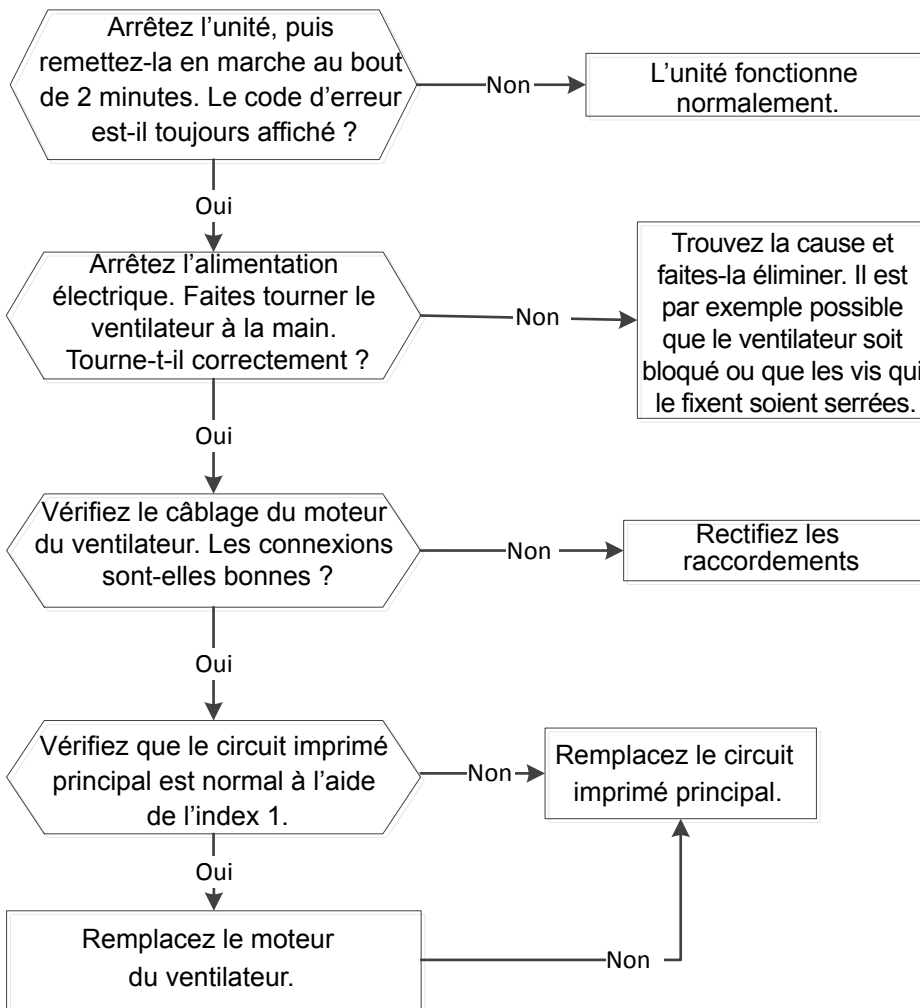 Arrêtez l’unité, puis
remettez-la en marche au bout
de 2 minutes. Le code d’erreur
est-il toujours affiché ?
Non
L’unité fonctionne
normalement.
Oui
Arrêtez l’alimentation
électrique. Faites tourner le
ventilateur à la main.
Tourne-t-il correctement ?
Non
Trouvez la cause et
faites-la éliminer. Il est
par exemple possible
que le ventilateur soit
bloqué ou que les vis qui
le fixent soient serrées.
Oui
Vérifiez le câblage du moteur
du ventilateur. Les connexions
sont-elles bonnes ?
Non
Rectifiez les
raccordements
Oui
Vérifiez que le circuit imprimé
principal est normal à l’aide
de l’index 1.
Non
Remplacez le circuit
imprimé principal.
Oui
Remplacez le moteur
du ventilateur.
Non